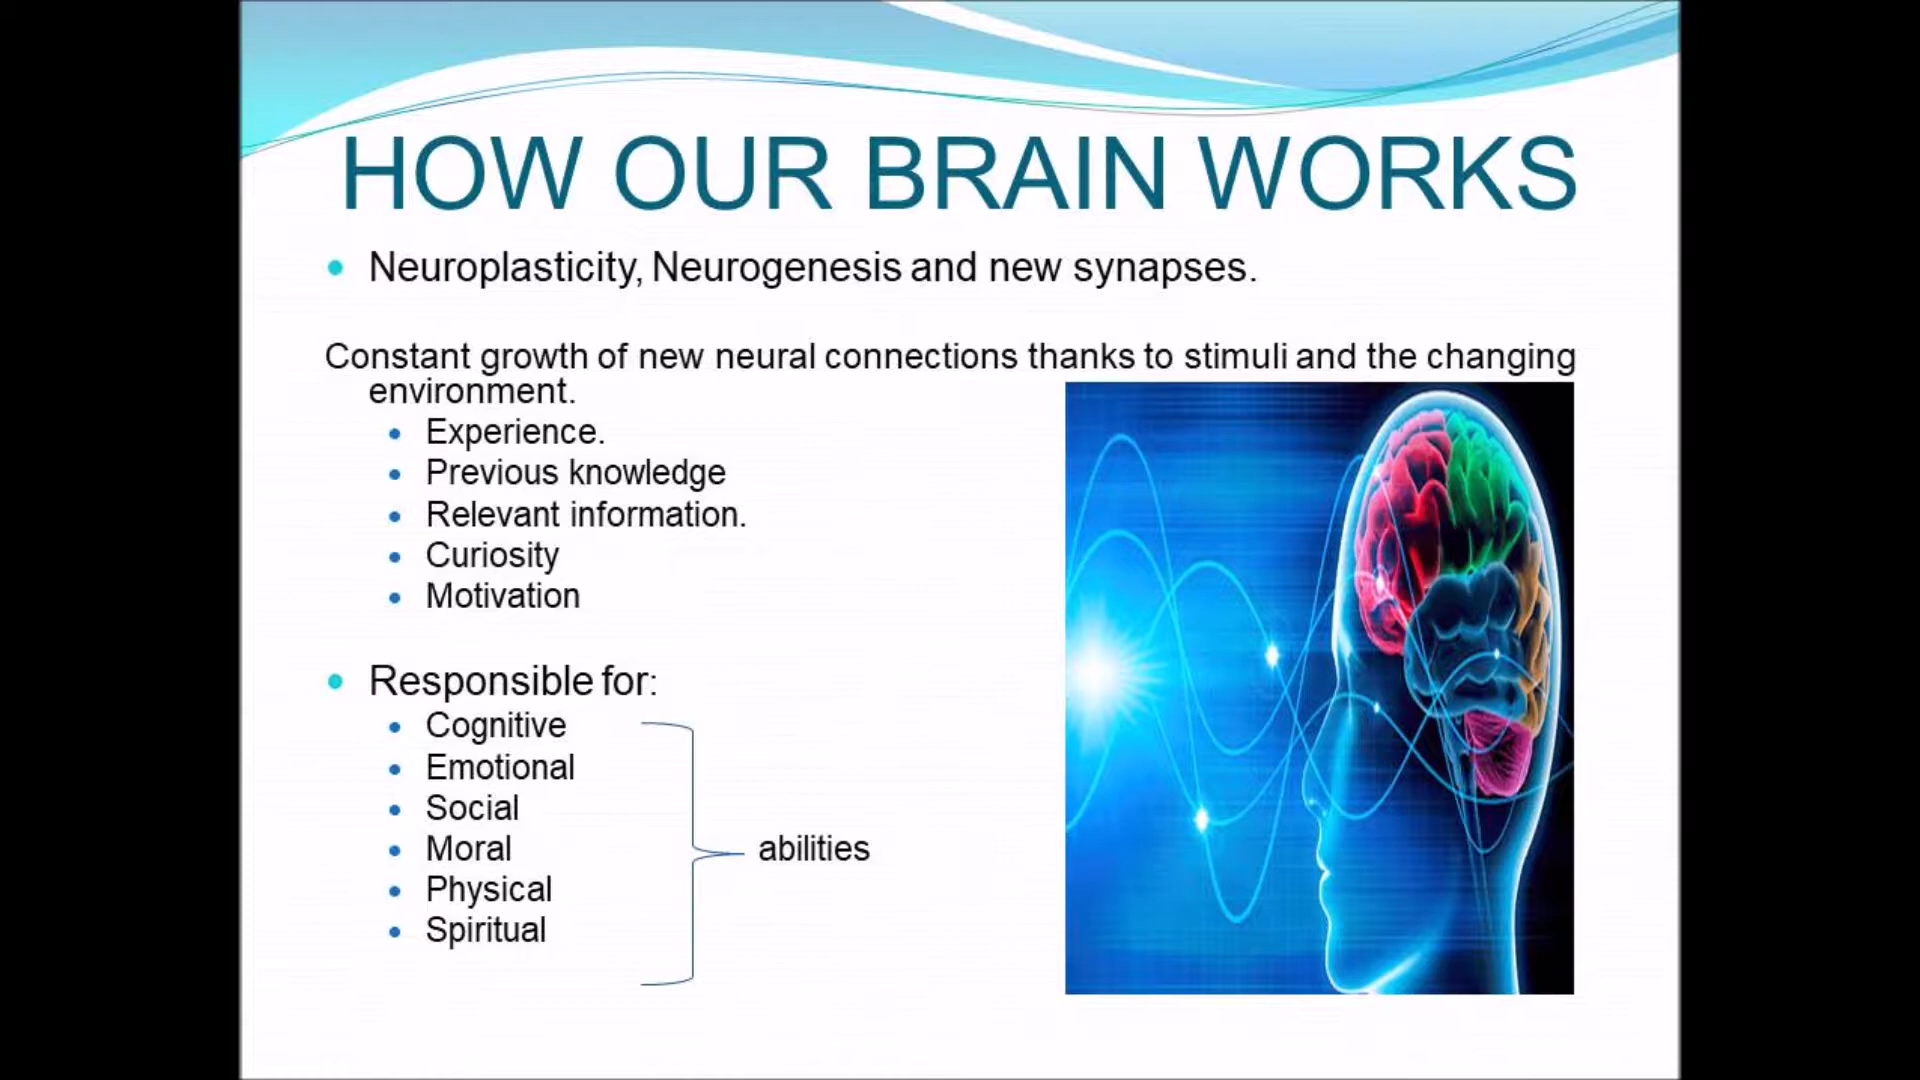 HOW OUR BRAIN WORKS
Neuroplasticity, Neurogenesis and new synapses.
Constant growth of new neural connections thanks to stimuli and the changing
environment.
Experience.
Previous knowledge
Relevant information.
Curiosity
Motivation
Responsible for:
Cognitive
Emotional
Social
Moral
abilities
Physical
Spiritual